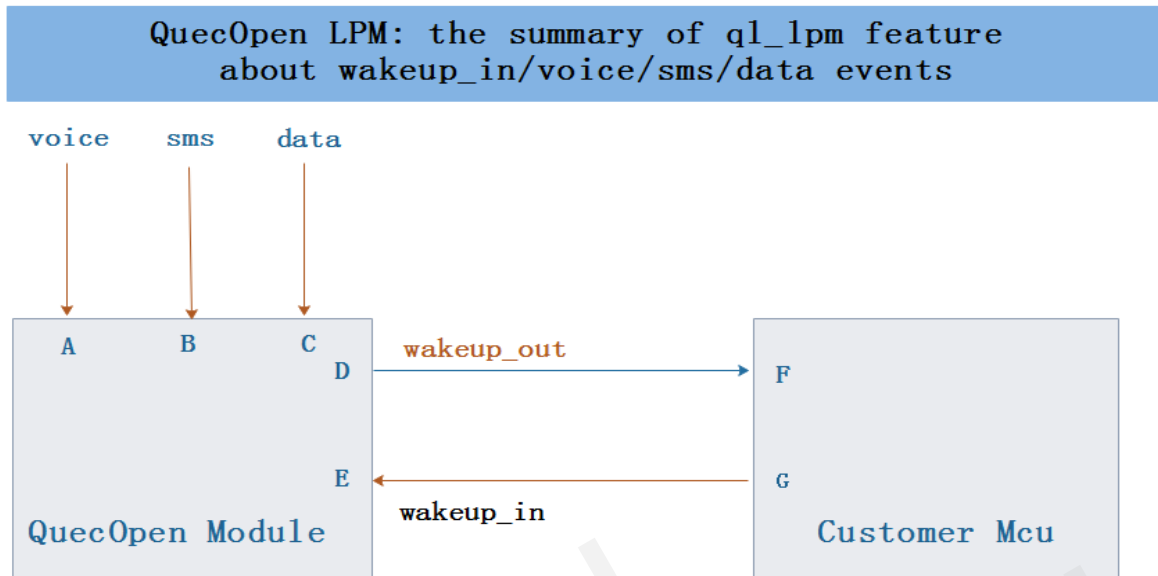 QuecOpen LPM: the summary of ql_lpm feature
about wakeup_in/voice/sms/data events
voice sms data
A B C
D wakeup_out F
E wakeup_in G
QuecOpen Module Customer Mcu